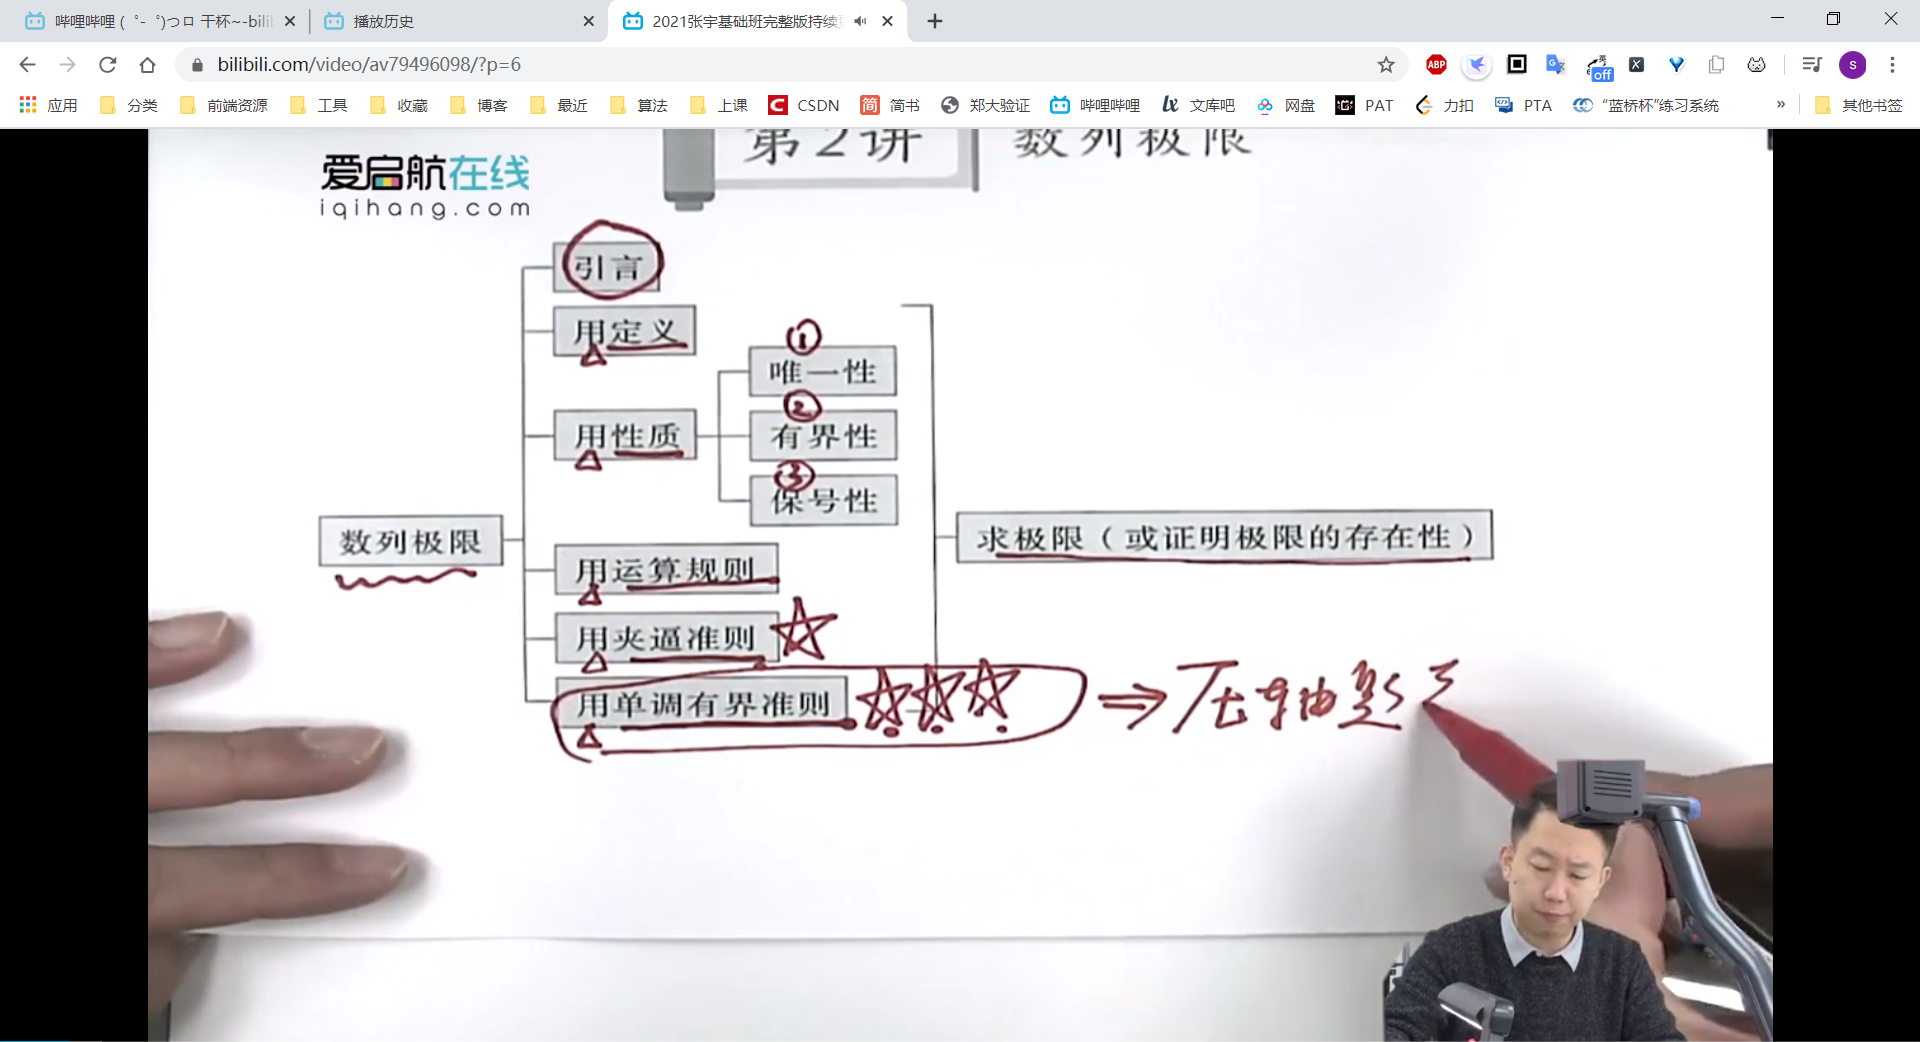 哔哩哔哩 (゜-゜)つロ 干杯~-bili
播放历史
2021张宇基础班完整版持续
bilibili.com/video/av79496098/?p=6
ABP
英
off
X
S
应用 分类 前端资源 工具 收藏 博客 最近 算法 上课 CSDN 简书 郑大验证 哔哩哔哩 文库吧 网盘 PAT 力扣 PTA “蓝桥杯”练习系统 » 其他书签
第2讲 数列极限
爱启航在线
iqihang.com
引言
用定义
①
唯一性
②
用性质 有界性
③
保号性
数列极限
求极限（或证明极限的存在性）
用运算规则
用夹逼准则
用单调有界准则 ⇒ 压轴题